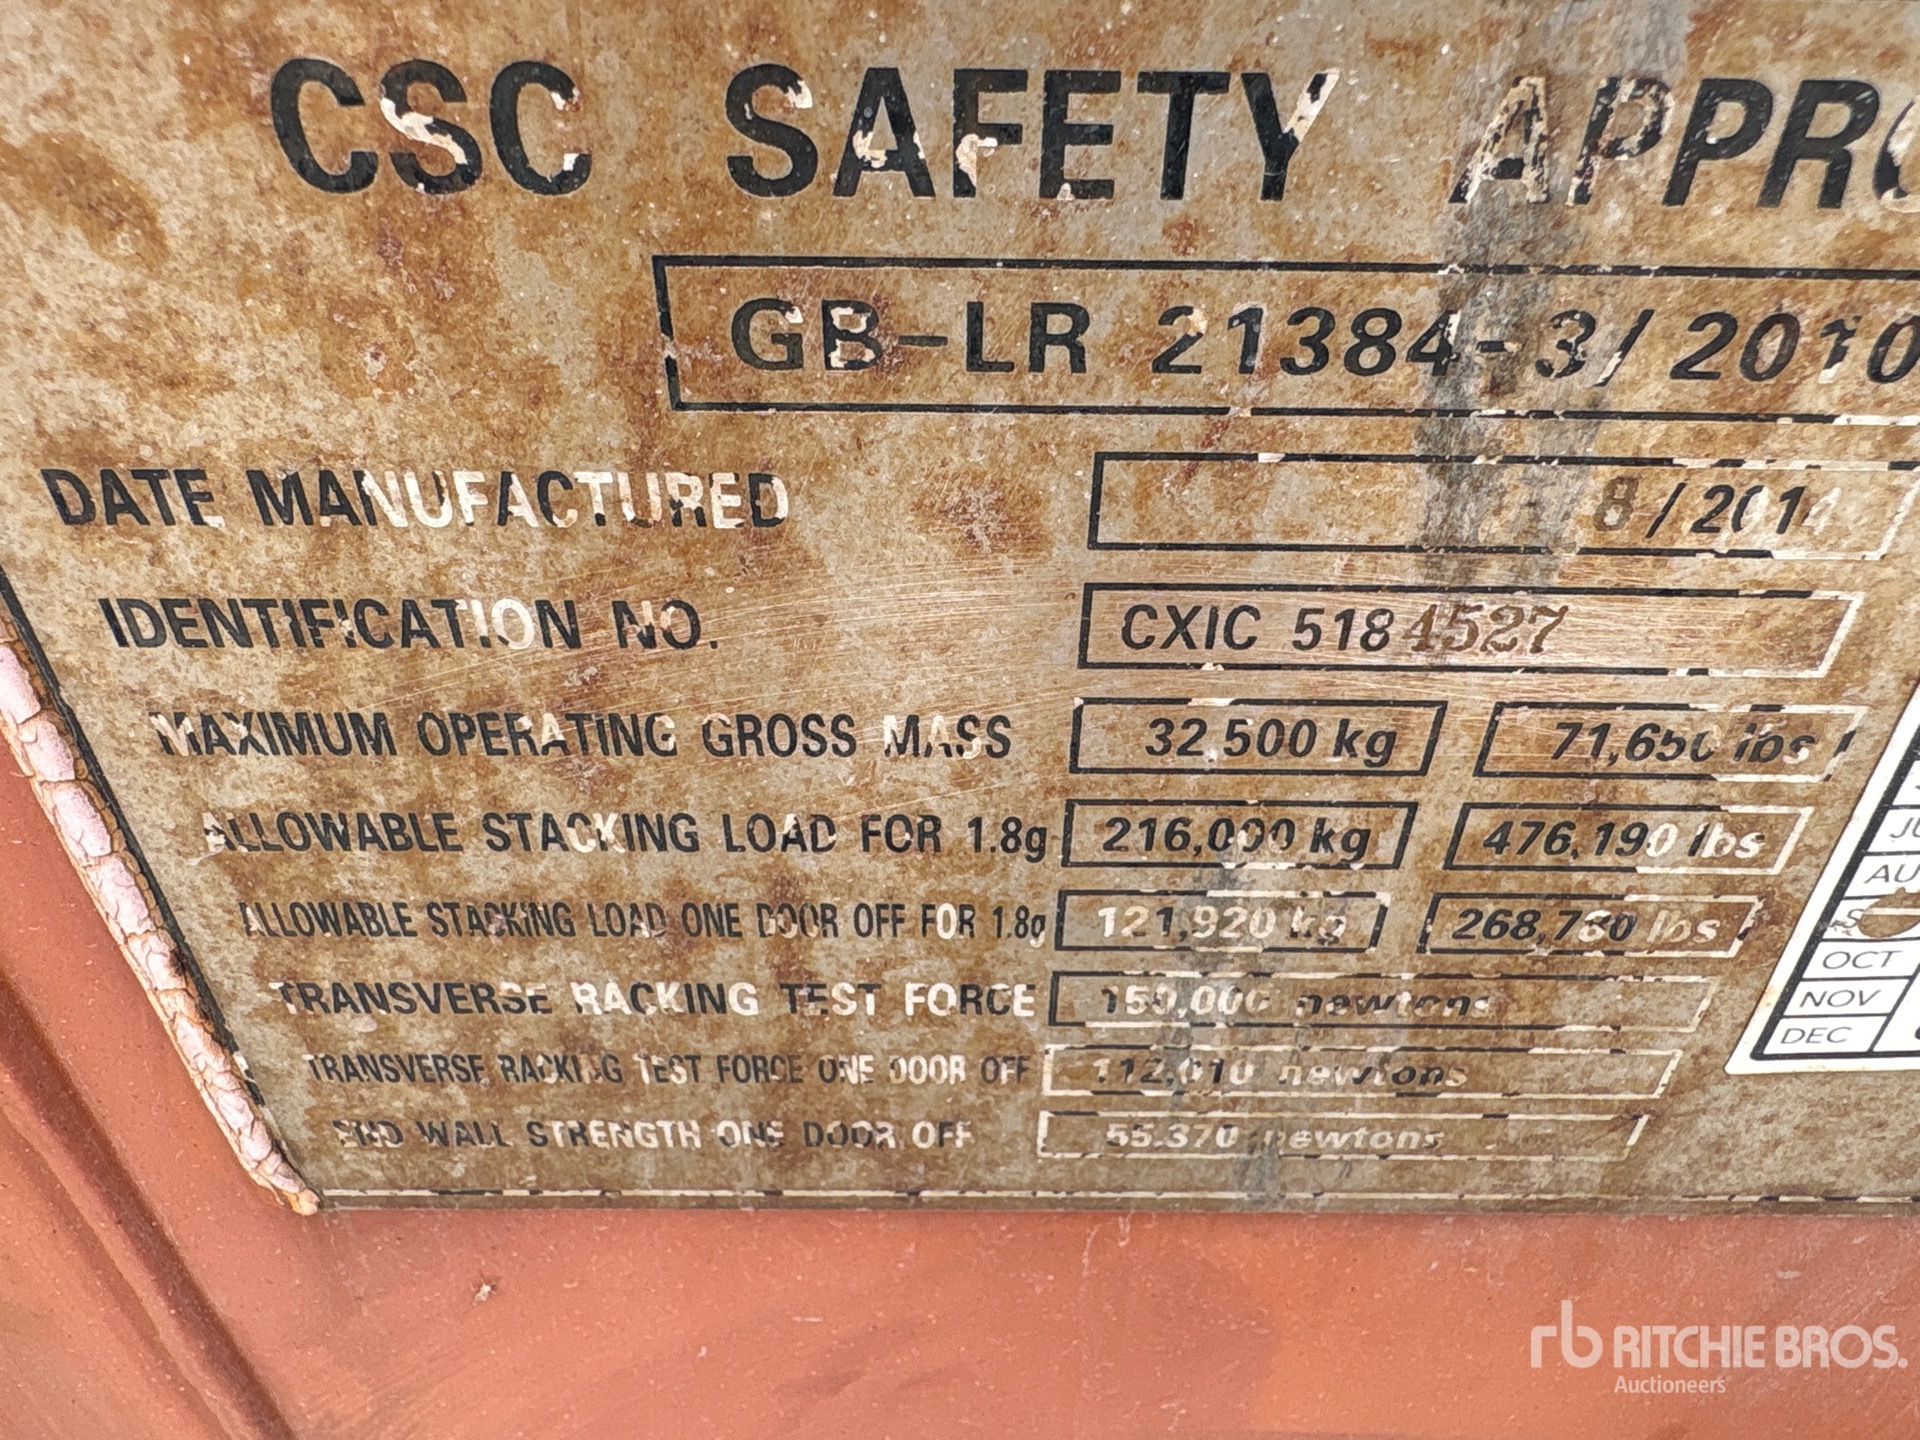 CSC SAFETY
GB-LR 21384-3/2010
DATE MANUFACTURED 8/2014
IDENTIFICATION NO. CXIC 5184527
MAXIMUM OPERATING GROSS MASS 32,500 kg 71,650 lbs
ALLOWABLE STACKING LOAD FOR 1.8g 216,000 kg 476,190 lbs
ALLOWABLE STACKING LOAD ONE DOOR OFF FOR 1.8g 121,920 kg 268,780 lbs
TRANSVERSE RACKING TEST FORCE 150,000 newtons
TRANSVERSE RACKING TEST FORCE ONE DOOR OFF 112,010 newtons
END WALL STRENGTH ONE DOOR OFF 55.370 newtons
OCT
NOV
DEC
rb RITCHIE BROS.
Auctioneers